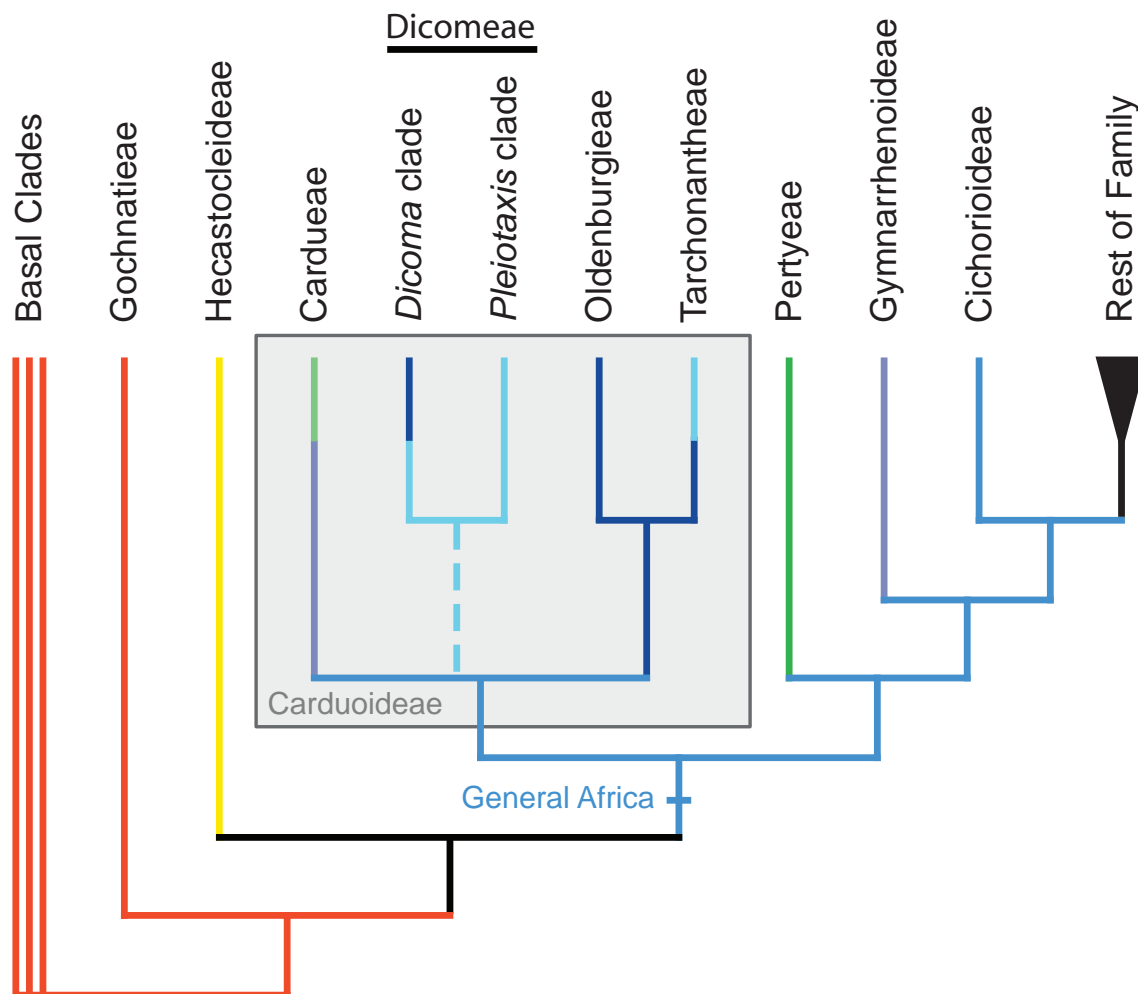 Dicomeae
Basal Clades
Gochnatieae
Hecastocleideae
Cardueae
Dicoma clade
Pleiotaxis clade
Oldenburgieae
Tarchonantheae
Pertyeae
Gymnarrhenoideae
Cichorioideae
Rest of Family
Carduoideae
General Africa